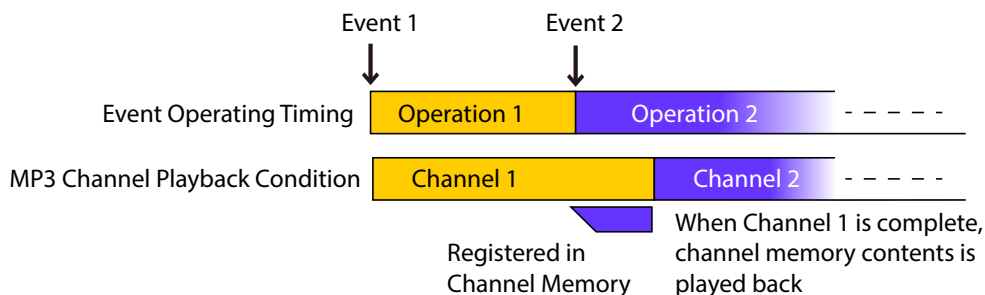 Event 1
Event 2
Event Operating Timing
Operation 1
Operation 2
MP3 Channel Playback Condition
Channel 1
Channel 2
Registered in
Channel Memory
When Channel 1 is complete,
channel memory contents is
played back